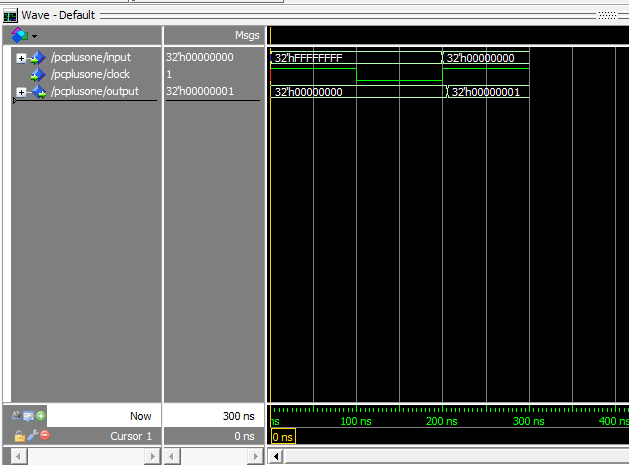 Wave - Default
Msgs
/pcplusone/input 32'h00000000 32'hFFFFFFFF 32'h00000000
/pcplusone/clock 1
/pcplusone/output 32'h00000001 32'h00000000 32'h00000001
Now 300 ns ns 100 ns 200 ns 300 ns 400 n
Cursor 1 0 ns 0 ns